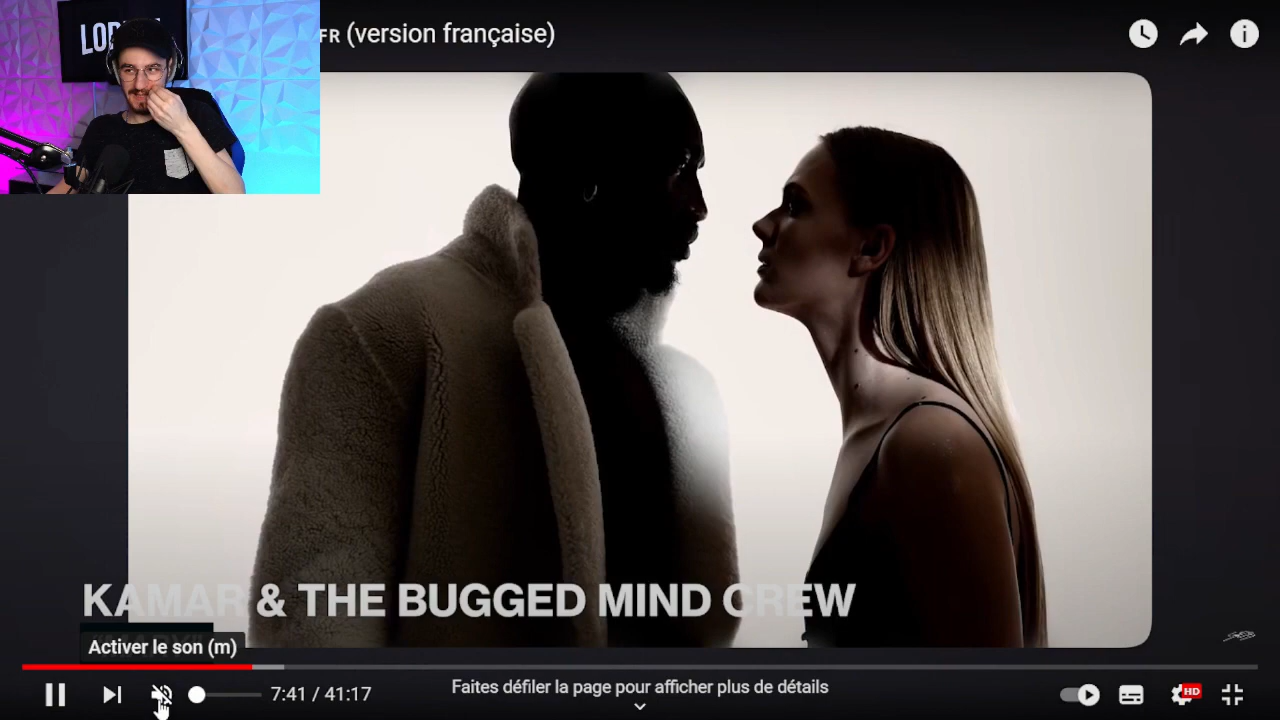 FR (version française)
KAMAR & THE BUGGED MIND CREW
Activer le son (m)
7:41 / 41:17
Faites défiler la page pour afficher plus de détails
HD